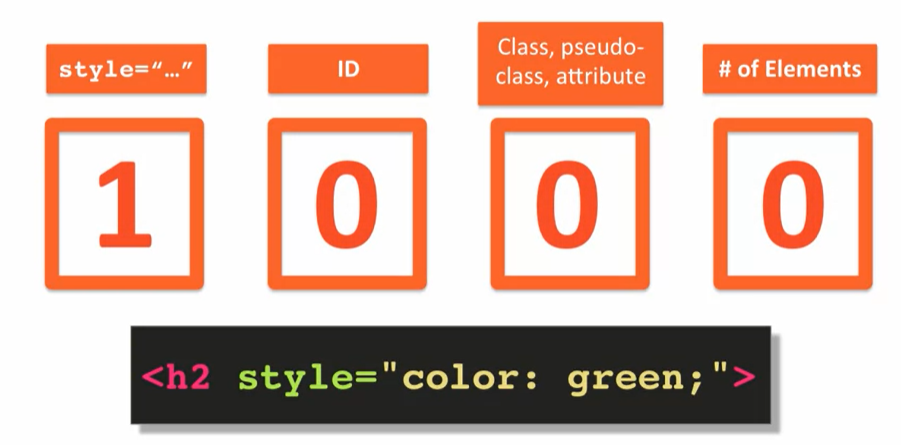 style=“…”
ID
Class, pseudo-
class, attribute
# of Elements
1
0
0
0
<h2 style="color: green;">